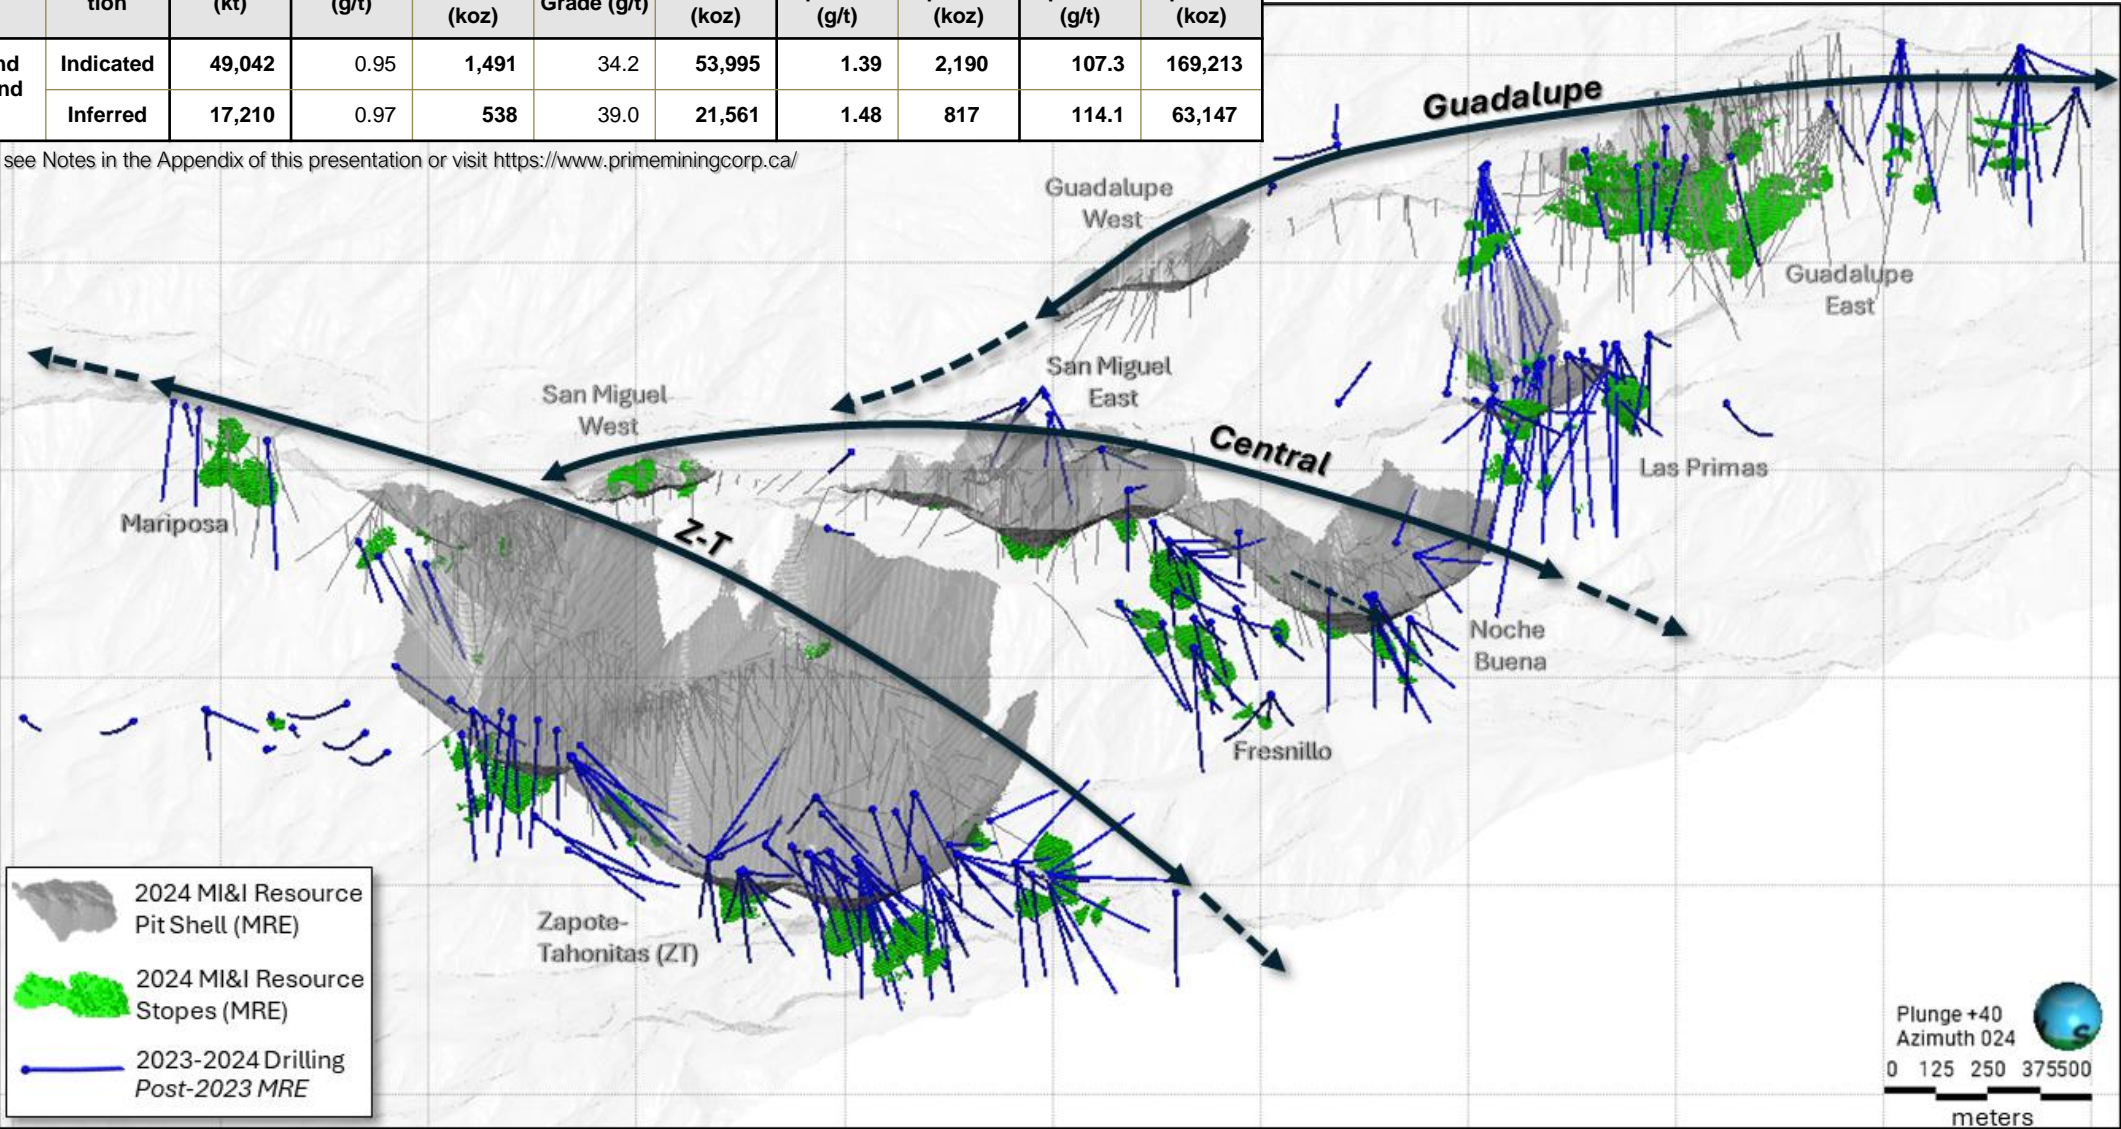 tion (kt) (g/t) (koz) Grade (g/t) (koz) (g/t) (koz) (g/t) (koz)
Indicated 49,042 0.95 1,491 34.2 53,995 1.39 2,190 107.3 169,213
Inferred 17,210 0.97 538 39.0 21,561 1.48 817 114.1 63,147
see Notes in the Appendix of this presentation or visit https://www.primeminingcorp.ca/
Guadalupe
Guadalupe
West
Guadalupe
East
San Miguel
East
San Miguel
West
Central
Las Primas
Mariposa
Z-T
Noche
Buena
Fresnillo
Zapote-
Tahonitas (ZT)
2024 MI&I Resource
Pit Shell (MRE)
2024 MI&I Resource
Stopes (MRE)
2023-2024 Drilling
Post-2023 MRE
Plunge +40
Azimuth 024
0 125 250 375500
meters